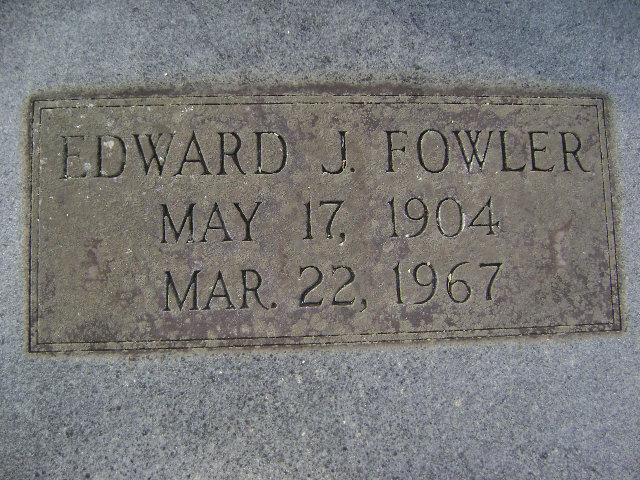 EDWARD J. FOWLER
MAY 17, 1904
MAR. 22, 1967